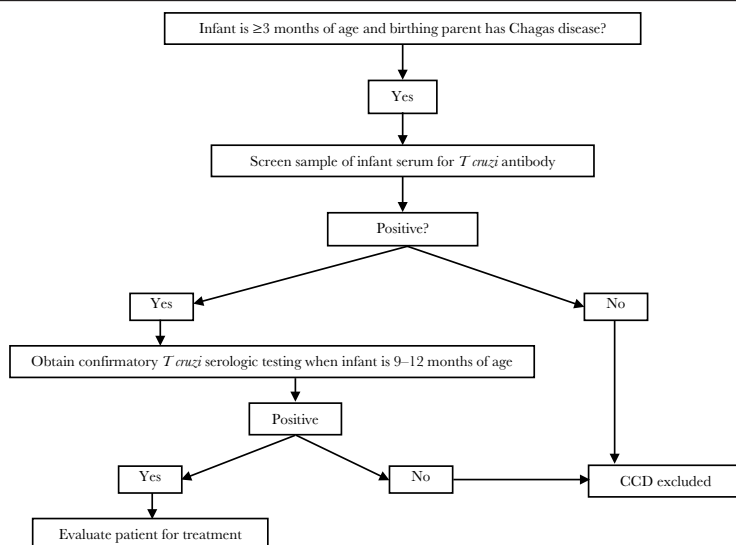 Infant is ≥3 months of age and birthing parent has Chagas disease?
Yes
Screen sample of infant serum for T cruzi antibody
Positive?
Yes
No
Obtain confirmatory T cruzi serologic testing when infant is 9–12 months of age
Positive
Yes
No
CCD excluded
Evaluate patient for treatment